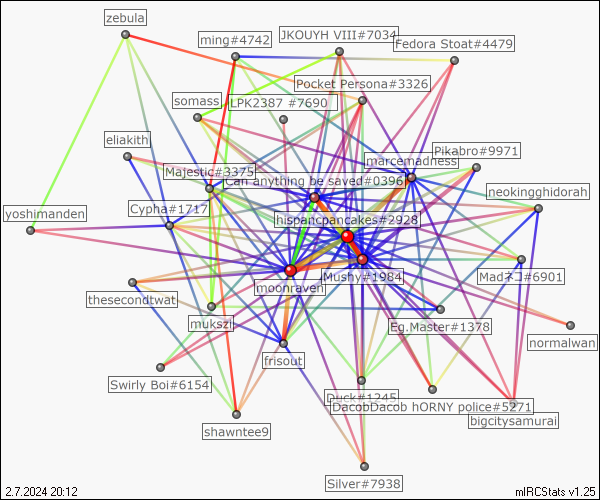 zebula
ming#4742
JKOUYH VIII#7034
Fedora Stoat#4479
Pocket Persona#3326
somass
LPK2387 #7690
eliakith
Pikabro#9971
marcemadness
Majestic#3375
Can anything be saved#0396
neokingghidorah
Cypha#1717
yoshimanden
hispanicpancakes#2928
Mushy#1984
Madネコ#6901
moonraven
thesecondtwat
mukszi
Eg.Master#1378
normalwan
frisout
Swirly Boi#6154
Duck#1245
DacobDacob hORNY police#5271
bigcitysamurai
shawntee9
Silver#7938
2.7.2024 20:12
mIRCStats v1.25